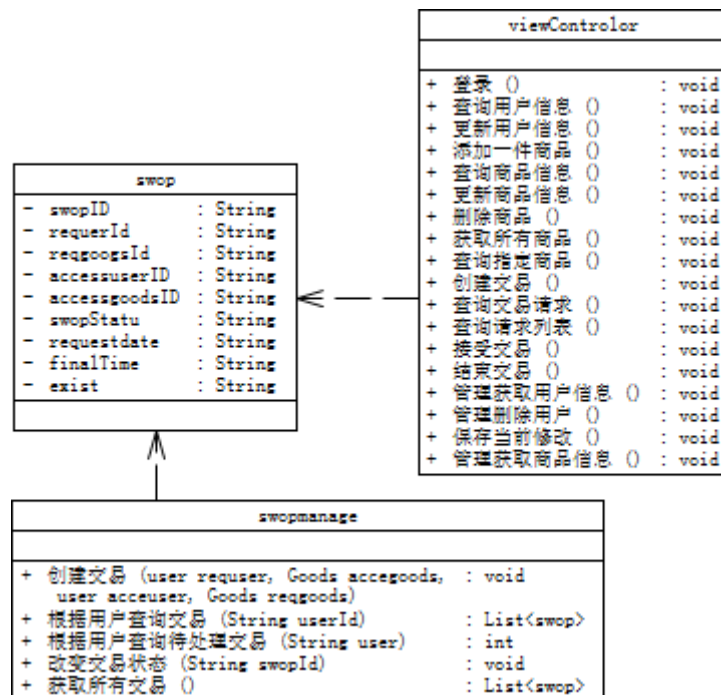 viewControlor
+ 登录 () : void
+ 查询用户信息 () : void
+ 更新用户信息 () : void
+ 添加一件商品 () : void
+ 查询商品信息 () : void
+ 更新商品信息 () : void
+ 删除商品 () : void
+ 获取所有商品 () : void
+ 查询指定商品 () : void
+ 创建交易 () : void
+ 查询交易请求 () : void
+ 查询请求列表 () : void
+ 接受交易 () : void
+ 结束交易 () : void
+ 管理获取用户信息 () : void
+ 管理删除用户 () : void
+ 保存当前修改 () : void
+ 管理获取商品信息 () : void
swop
- swopID : String
- requerId : String
- reqgoogsId : String
- accessuserID : String
- accessgoodsID : String
- swopStatu : String
- requestdate : String
- finalTime : String
- exist : String
swopmanage
+ 创建交易 (user requser, Goods accegoods, : void
user acceuser, Goods reqgoods)
+ 根据用户查询交易 (String userId) : List<swop>
+ 根据用户查询待处理交易 (String user) : int
+ 改变交易状态 (String swopId) : void
+ 获取所有交易 () : List<swop>